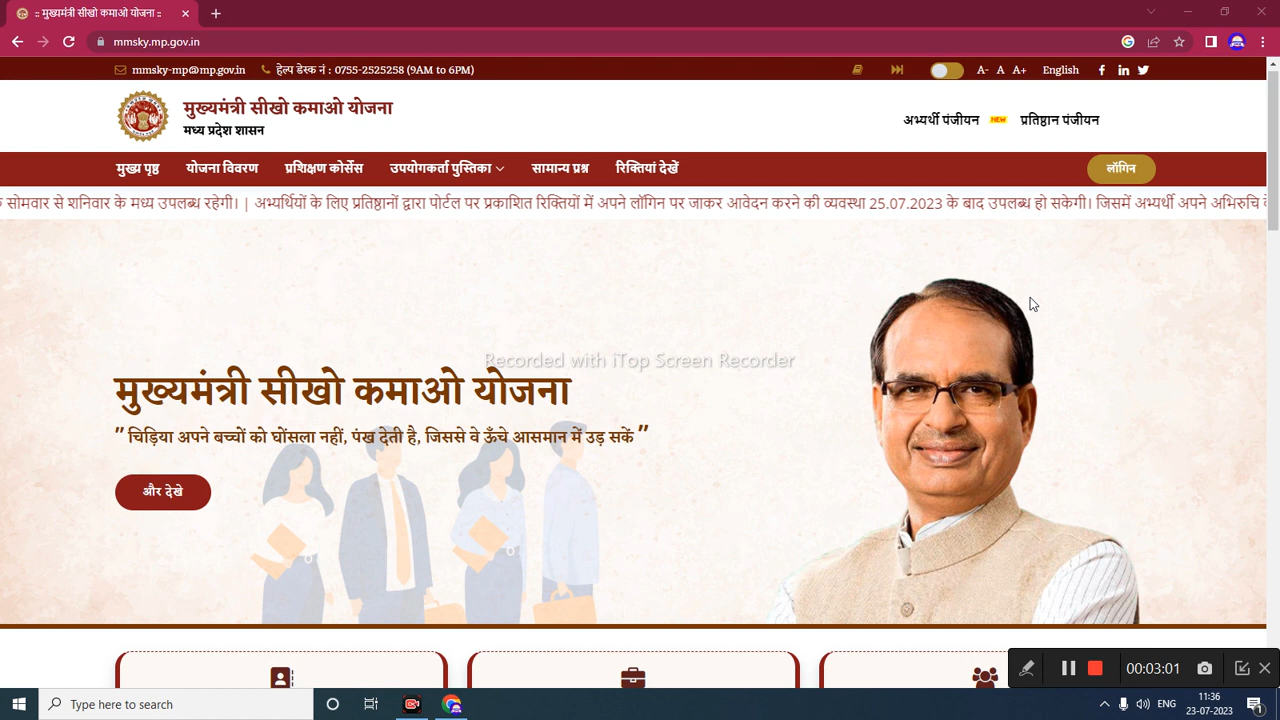 :: मुख्यमंत्री सीखो कमाओ योजना ::
mmsky.mp.gov.in
mmsky-mp@mp.gov.in हेल्प डेस्क नं : 0755-2525258 (9AM to 6PM) A- A A+ English
मुख्यमंत्री सीखो कमाओ योजना
मध्य प्रदेश शासन
अभ्यर्थी पंजीयन NEW प्रतिष्ठान पंजीयन
मुख्य पृष्ठ योजना विवरण प्रशिक्षण कोर्सेस उपयोगकर्ता पुस्तिका सामान्य प्रश्न रिक्तियां देखें लॉगिन
सोमवार से शनिवार के मध्य उपलब्ध रहेगी। | अभ्यर्थियों के लिए प्रतिष्ठानों द्वारा पोर्टल पर प्रकाशित रिक्तियों में अपने लॉगिन पर जाकर आवेदन करने की व्यवस्था 25.07.2023 के बाद उपलब्ध हो सकेगी। जिसमें अभ्यर्थी अपने अभिरुचि
Recorded with iTop Screen Recorder
मुख्यमंत्री सीखो कमाओ योजना
" चिड़िया अपने बच्चों को घोंसला नहीं, पंख देती है, जिससे वे ऊँचे आसमान में उड़ सकें "
और देखे
00:03:01
Type here to search
ENG
11:36
23-07-2023
1